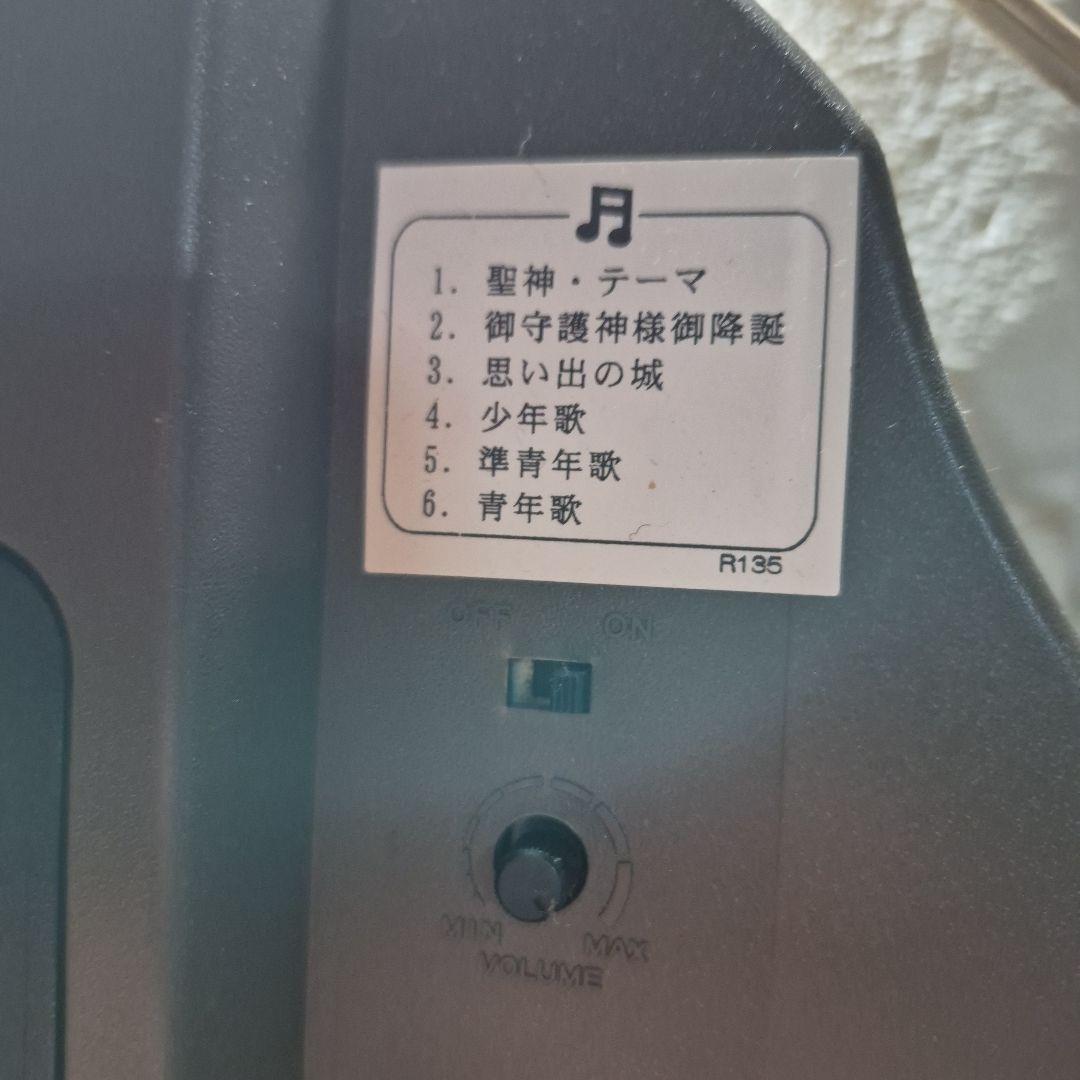 1. 聖神・テーマ
2. 御守護神様御降誕
3. 思い出の城
4. 少年歌
5. 準青年歌
6. 青年歌
R135
OFF ON
MIN MAX
VOLUME